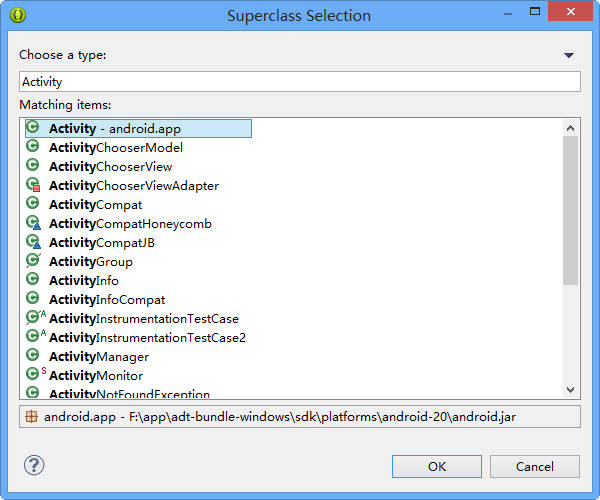 Superclass Selection
Choose a type:
Activity
Matching items:
Activity - android.app
ActivityChooserModel
ActivityChooserView
ActivityChooserViewAdapter
ActivityCompat
ActivityCompatHoneycomb
ActivityCompatJB
ActivityGroup
ActivityInfo
ActivityInfoCompat
ActivityInstrumentationTestCase
ActivityInstrumentationTestCase2
ActivityManager
ActivityMonitor
ActivityNotFoundException
android.app - F:\app\adt-bundle-windows\sdk\platforms\android-20\android.jar
OK Cancel